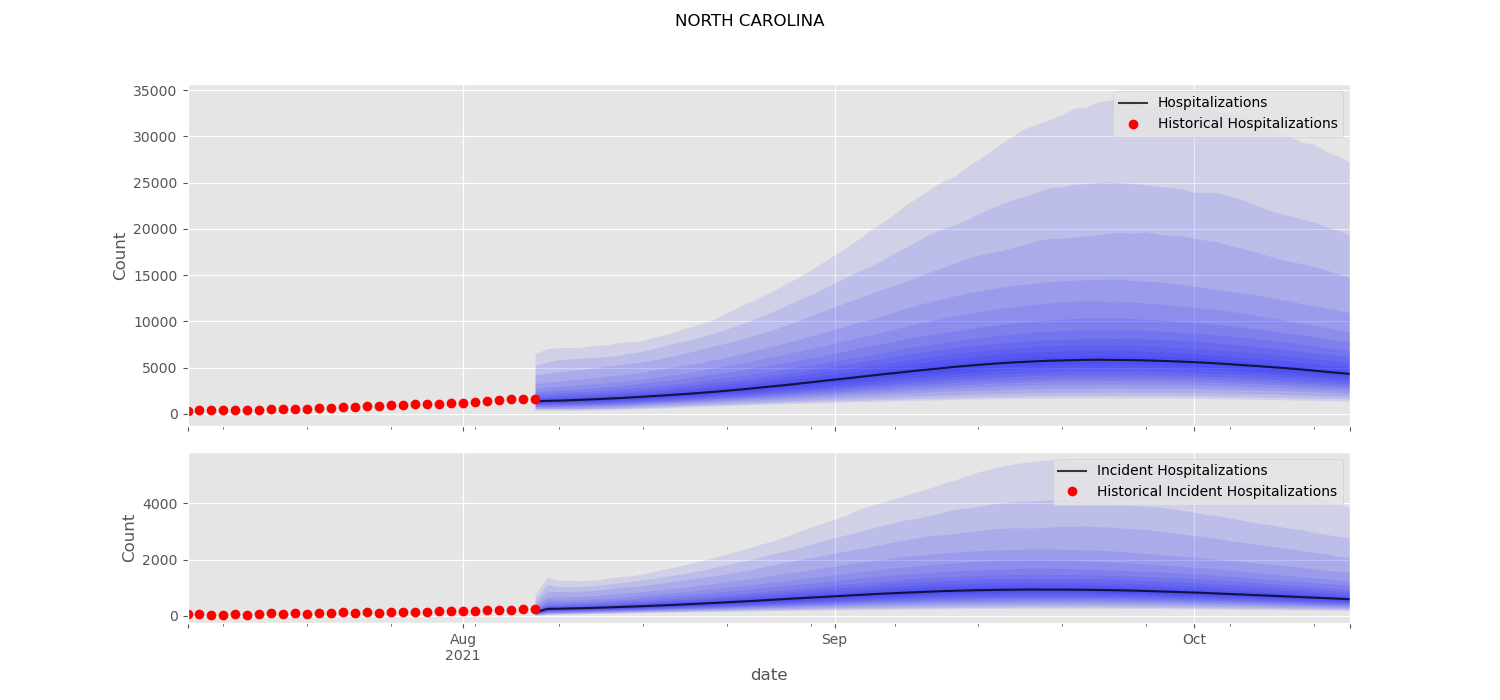 NORTH CAROLINA
35000
30000
25000
20000
15000
10000
5000
0
Count
Hospitalizations
Historical Hospitalizations
4000
2000
0
Count
Incident Hospitalizations
Historical Incident Hospitalizations
Aug
2021
Sep
Oct
date